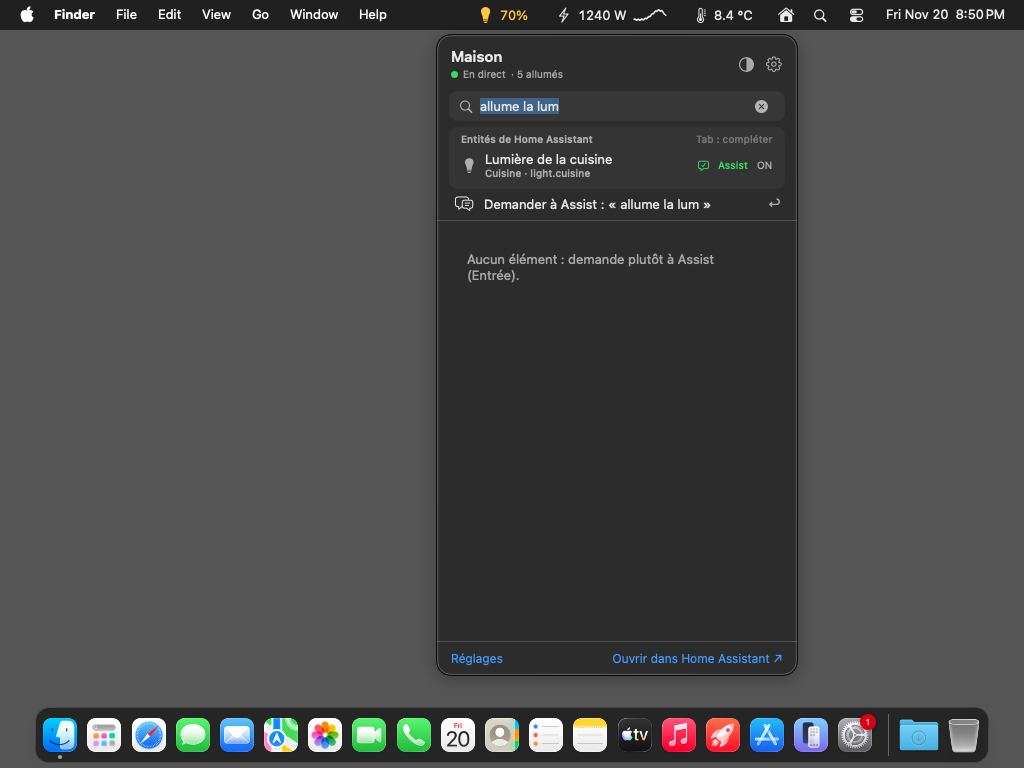 Finder File Edit View Go Window Help 70% 1240 W 8.4 ºC Fri Nov 20 8:50 PM
Maison
En direct · 5 allumés
allume la lum
Entités de Home Assistant Tab : compléter
Lumière de la cuisine Assist ON
Cuisine · light.cuisine
Demander à Assist : « allume la lum »
Aucun élément : demande plutôt à Assist
(Entrée).
Réglages Ouvrir dans Home Assistant ↗
Fri
20
tv
1